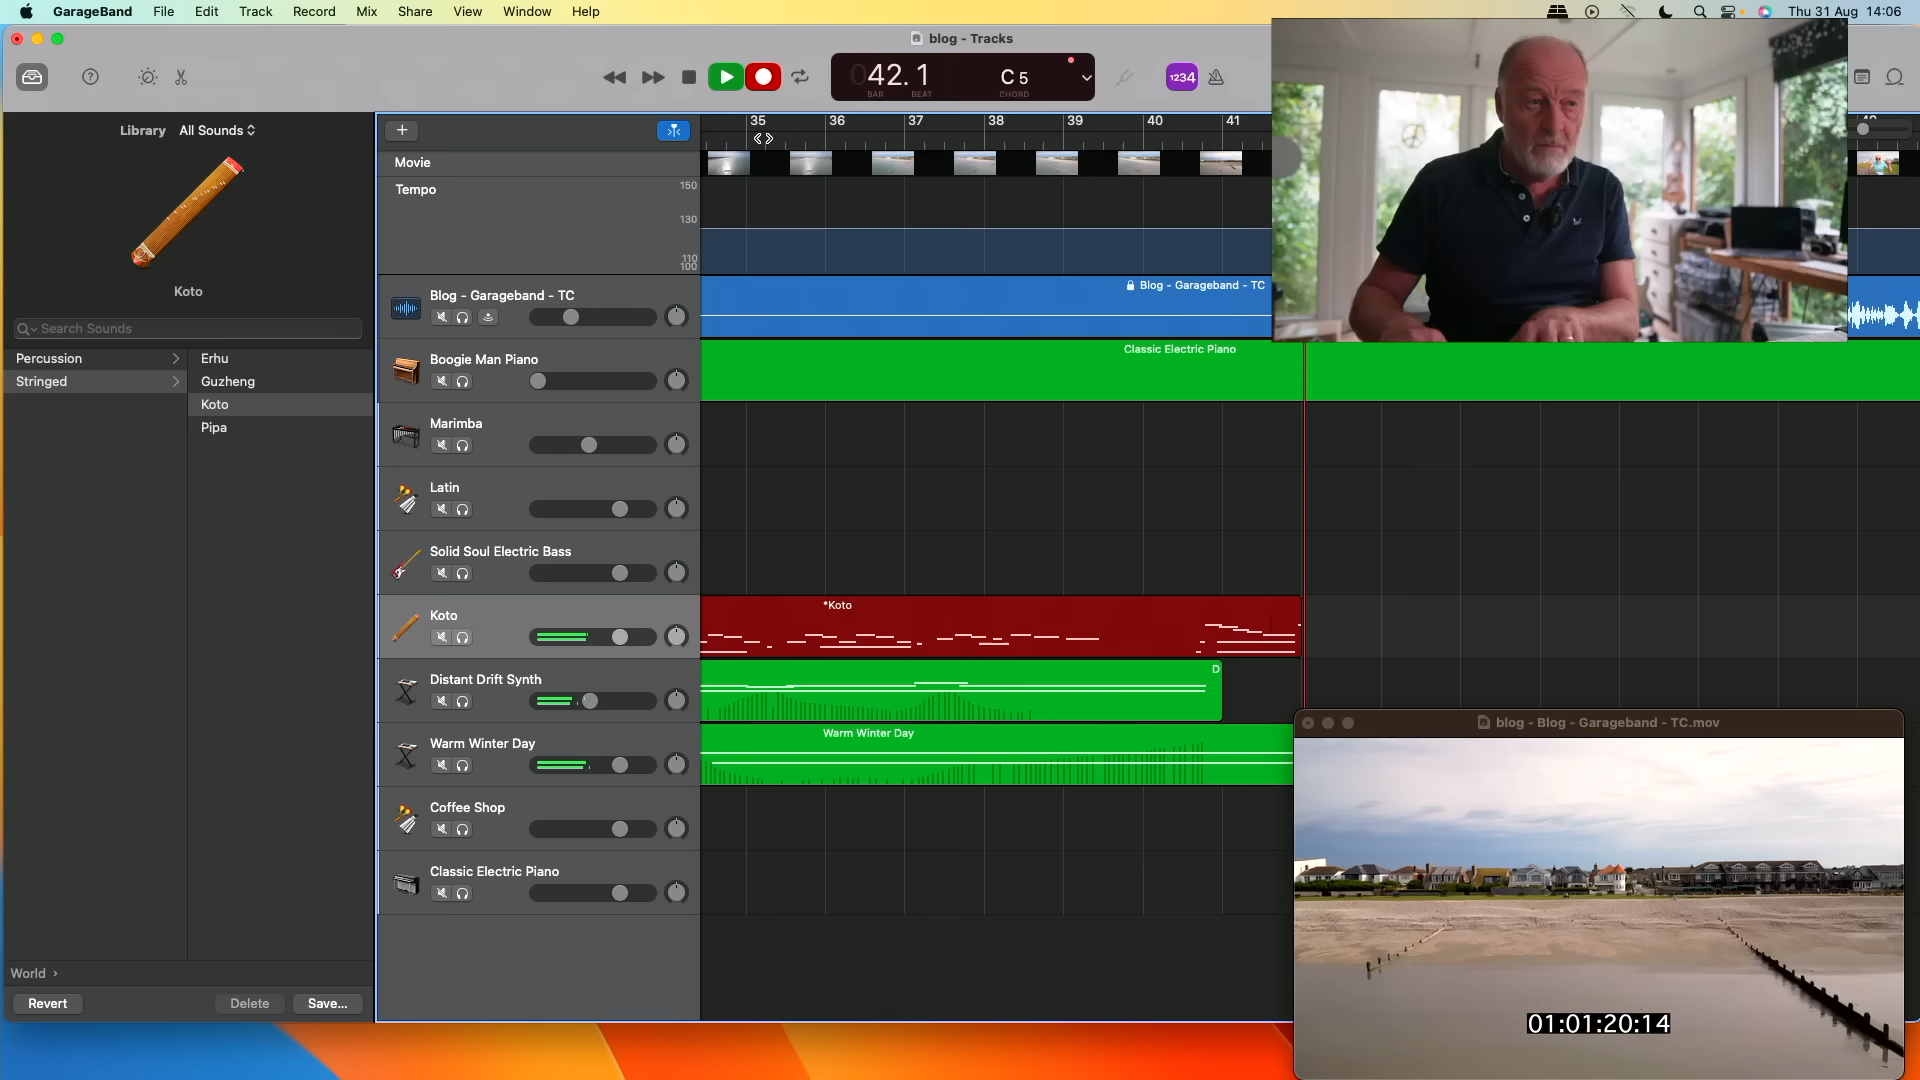 GarageBand File Edit Track Record Mix Share View Window Help Thu 31 Aug 14:06
blog - Tracks
042.1 C 5
BAR BEAT CHORD
1234
Library All Sounds
Koto
Search Sounds
Percussion
Stringed
Erhu
Guzheng
Koto
Pipa
World
Revert Delete Save...
35 36 37 38 39 40 41
Movie
Tempo
150
130
110
100
Blog - Garageband - TC
Blog - Garageband - TC
Boogie Man Piano
Classic Electric Piano
Marimba
Latin
Solid Soul Electric Bass
Koto
*Koto
Distant Drift Synth
D
Warm Winter Day
Warm Winter Day
Coffee Shop
Classic Electric Piano
blog - Blog - Garageband - TC.mov
01:01:20:14